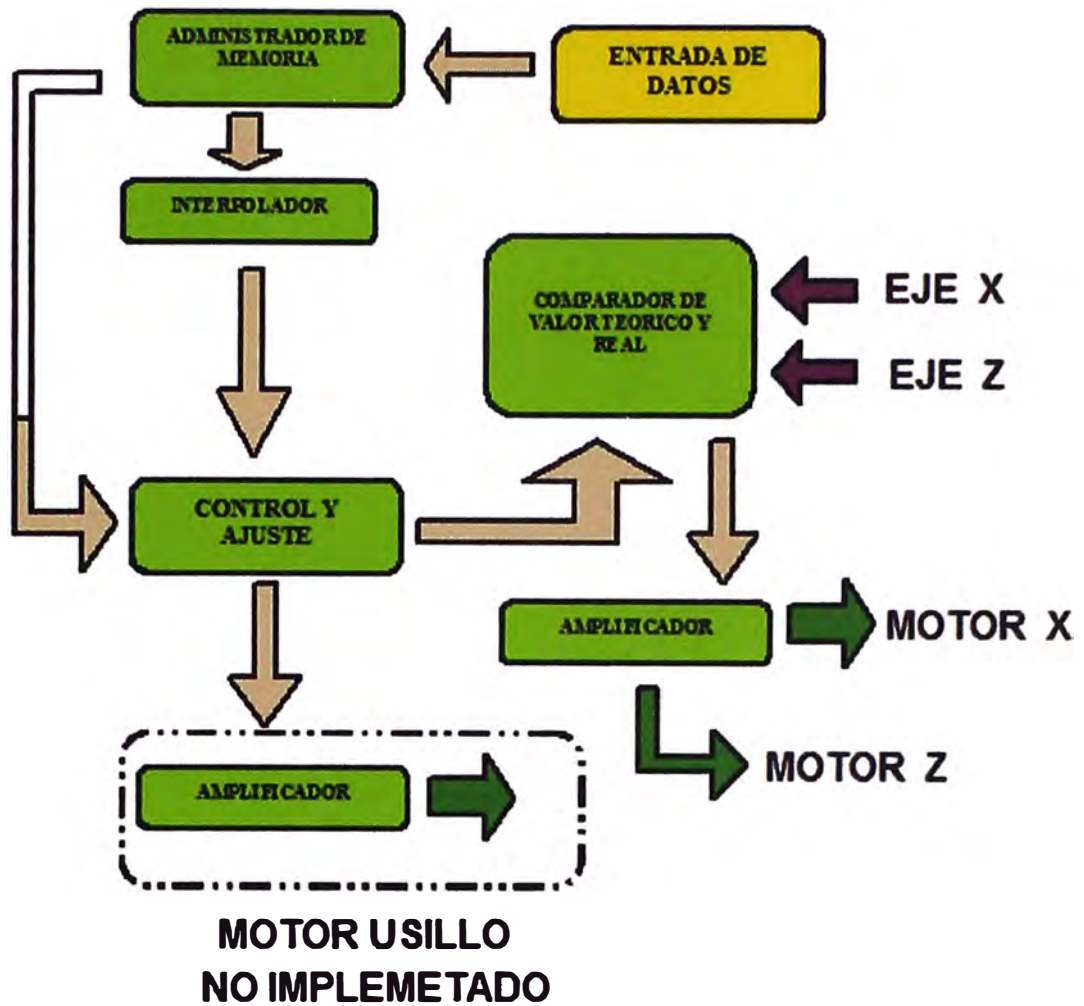 ADMINISTRADOR DE
MEMORIA
ENTRADA DE
DATOS
INTERPOLADOR
COMPARADOR DE
VALOR TEORICO Y
REAL
EJE X
EJE Z
CONTROL Y
AJUSTE
AMPLIFICADOR
MOTOR X
MOTOR Z
AMPLIFICADOR
MOTOR USILLO
NO IMPLEMETADO